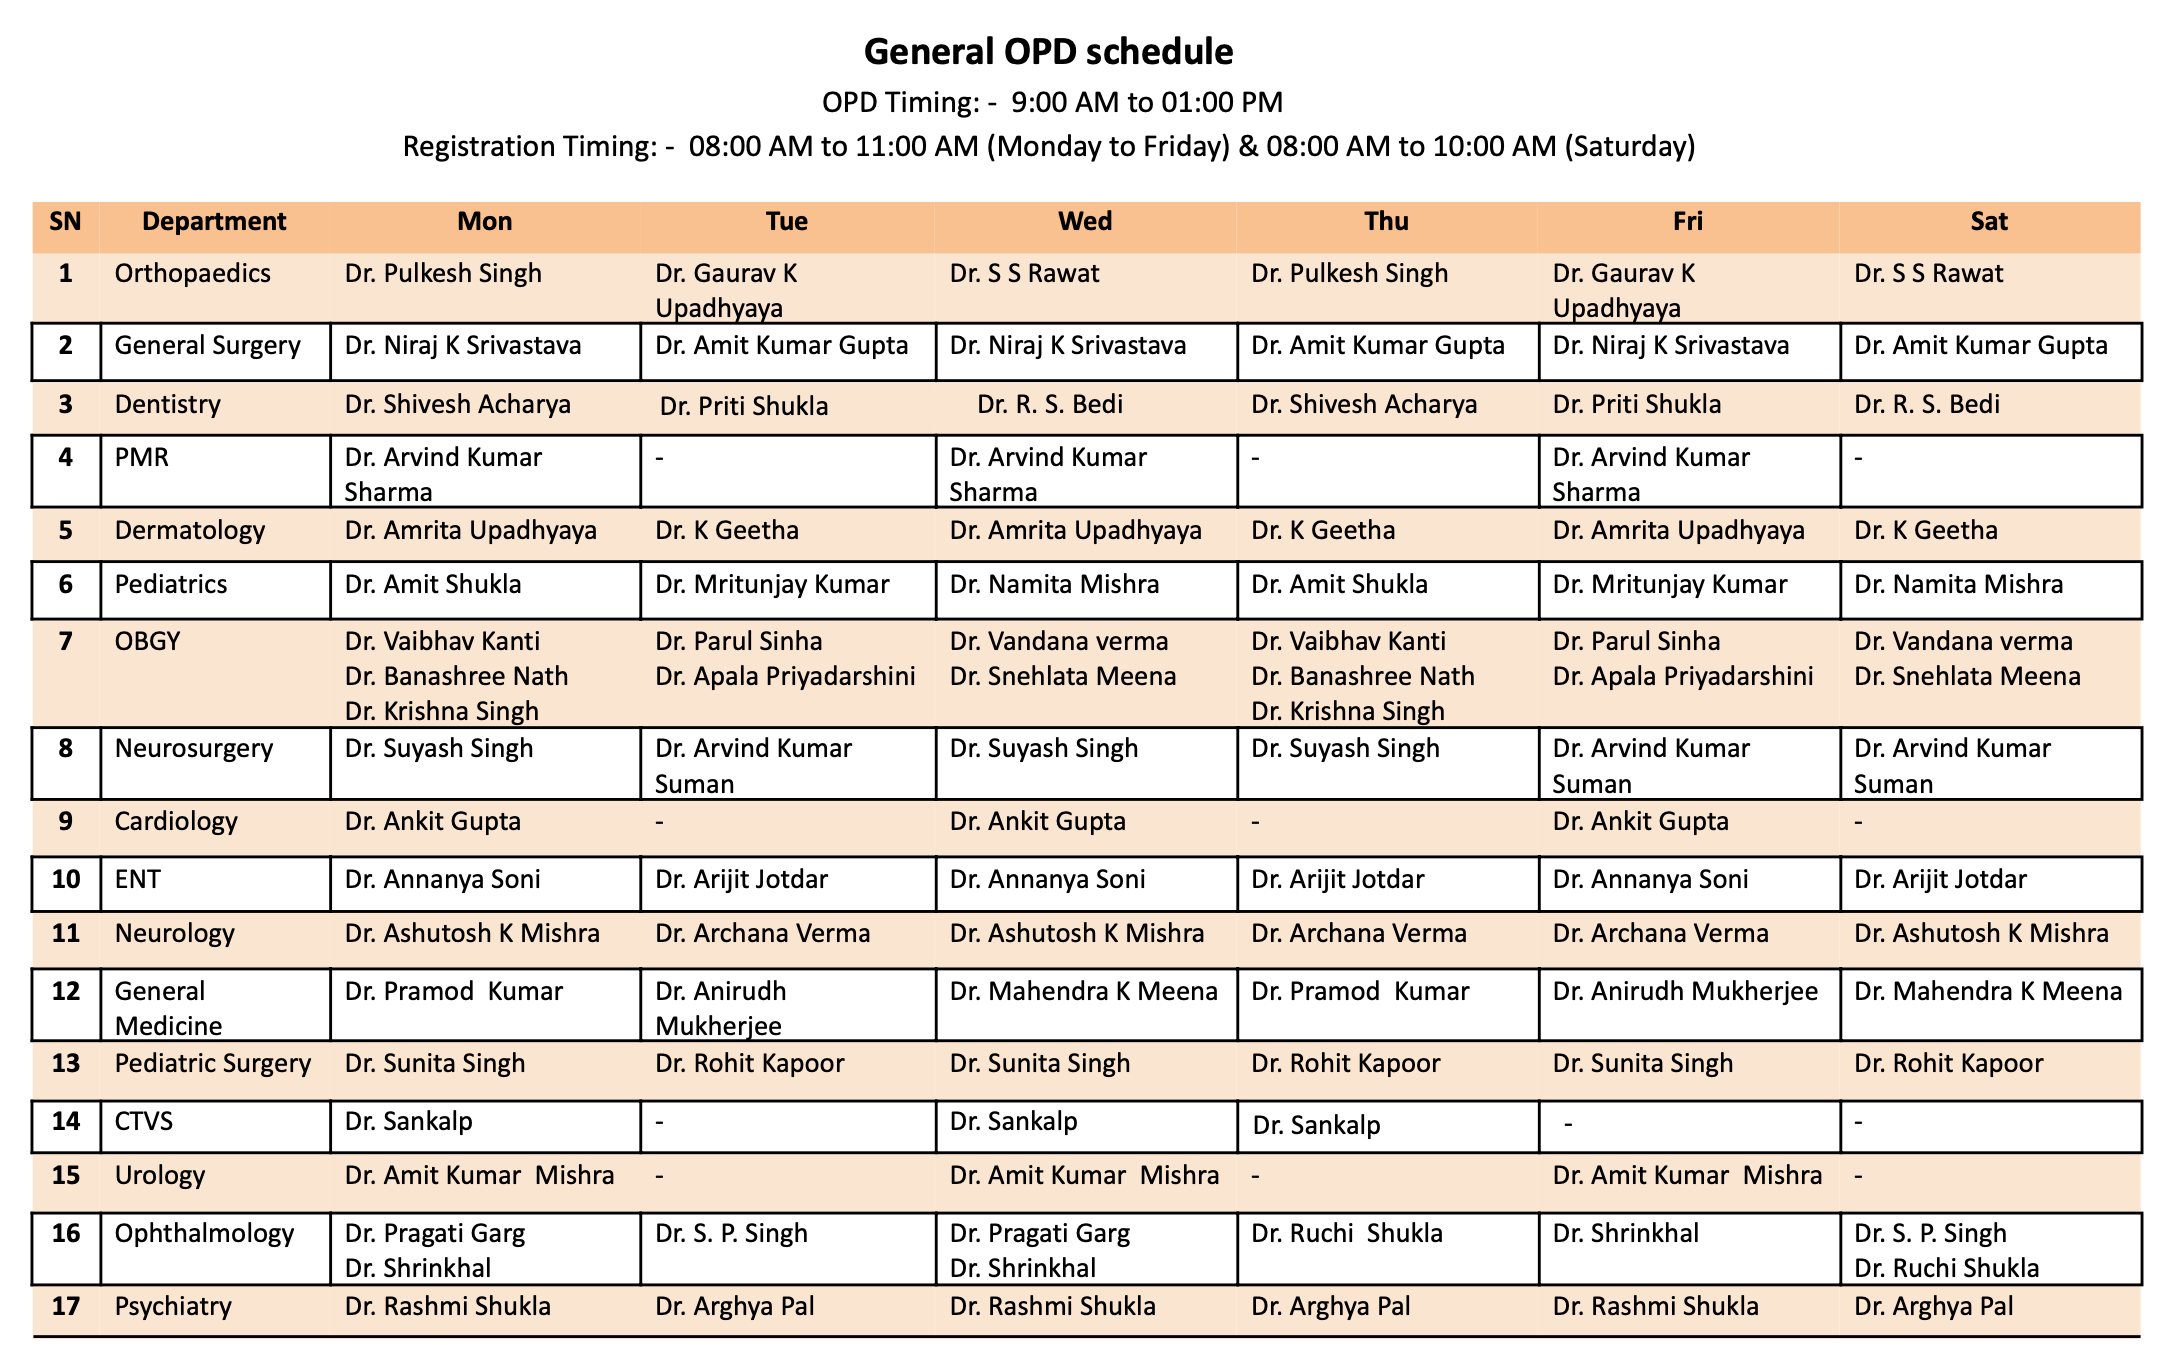 General OPD schedule
OPD Timing: -  9:00 AM to 01:00 PM
Registration Timing: -  08:00 AM to 11:00 AM (Monday to Friday) & 08:00 AM to 10:00 AM (Saturday)
SN Department Mon Tue Wed Thu Fri Sat
1 Orthopaedics Dr. Pulkesh Singh Dr. Gaurav K Dr. S S Rawat Dr. Pulkesh Singh Dr. Gaurav K Dr. S S Rawat
Upadhyaya Upadhyaya
2 General Surgery Dr. Niraj K Srivastava Dr. Amit Kumar Gupta Dr. Niraj K Srivastava Dr. Amit Kumar Gupta Dr. Niraj K Srivastava Dr. Amit Kumar Gupta
3 Dentistry Dr. Shivesh Acharya Dr. Priti Shukla Dr. R. S. Bedi Dr. Shivesh Acharya Dr. Priti Shukla Dr. R. S. Bedi
4 PMR Dr. Arvind Kumar - Dr. Arvind Kumar - Dr. Arvind Kumar -
Sharma Sharma Sharma
5 Dermatology Dr. Amrita Upadhyaya Dr. K Geetha Dr. Amrita Upadhyaya Dr. K Geetha Dr. Amrita Upadhyaya Dr. K Geetha
6 Pediatrics Dr. Amit Shukla Dr. Mritunjay Kumar Dr. Namita Mishra Dr. Amit Shukla Dr. Mritunjay Kumar Dr. Namita Mishra
7 OBGY Dr. Vaibhav Kanti Dr. Parul Sinha Dr. Vandana verma Dr. Vaibhav Kanti Dr. Parul Sinha Dr. Vandana verma
Dr. Banashree Nath Dr. Apala Priyadarshini Dr. Snehlata Meena Dr. Banashree Nath Dr. Apala Priyadarshini Dr. Snehlata Meena
Dr. Krishna Singh Dr. Krishna Singh
8 Neurosurgery Dr. Suyash Singh Dr. Arvind Kumar Dr. Suyash Singh Dr. Suyash Singh Dr. Arvind Kumar Dr. Arvind Kumar
Suman Suman Suman
9 Cardiology Dr. Ankit Gupta - Dr. Ankit Gupta - Dr. Ankit Gupta -
10 ENT Dr. Annanya Soni Dr. Arijit Jotdar Dr. Annanya Soni Dr. Arijit Jotdar Dr. Annanya Soni Dr. Arijit Jotdar
11 Neurology Dr. Ashutosh K Mishra Dr. Archana Verma Dr. Ashutosh K Mishra Dr. Archana Verma Dr. Archana Verma Dr. Ashutosh K Mishra
12 General Dr. Pramod  Kumar Dr. Anirudh Dr. Mahendra K Meena Dr. Pramod  Kumar Dr. Anirudh Mukherjee Dr. Mahendra K Meena
Medicine Mukherjee
13 Pediatric Surgery Dr. Sunita Singh Dr. Rohit Kapoor Dr. Sunita Singh Dr. Rohit Kapoor Dr. Sunita Singh Dr. Rohit Kapoor
14 CTVS Dr. Sankalp - Dr. Sankalp Dr. Sankalp - -
15 Urology Dr. Amit Kumar  Mishra - Dr. Amit Kumar  Mishra - Dr. Amit Kumar  Mishra -
16 Ophthalmology Dr. Pragati Garg Dr. S. P. Singh Dr. Pragati Garg Dr. Ruchi  Shukla Dr. Shrinkhal Dr. S. P. Singh
Dr. Shrinkhal Dr. Shrinkhal Dr. Ruchi Shukla
17 Psychiatry Dr. Rashmi Shukla Dr. Arghya Pal Dr. Rashmi Shukla Dr. Arghya Pal Dr. Rashmi Shukla Dr. Arghya Pal